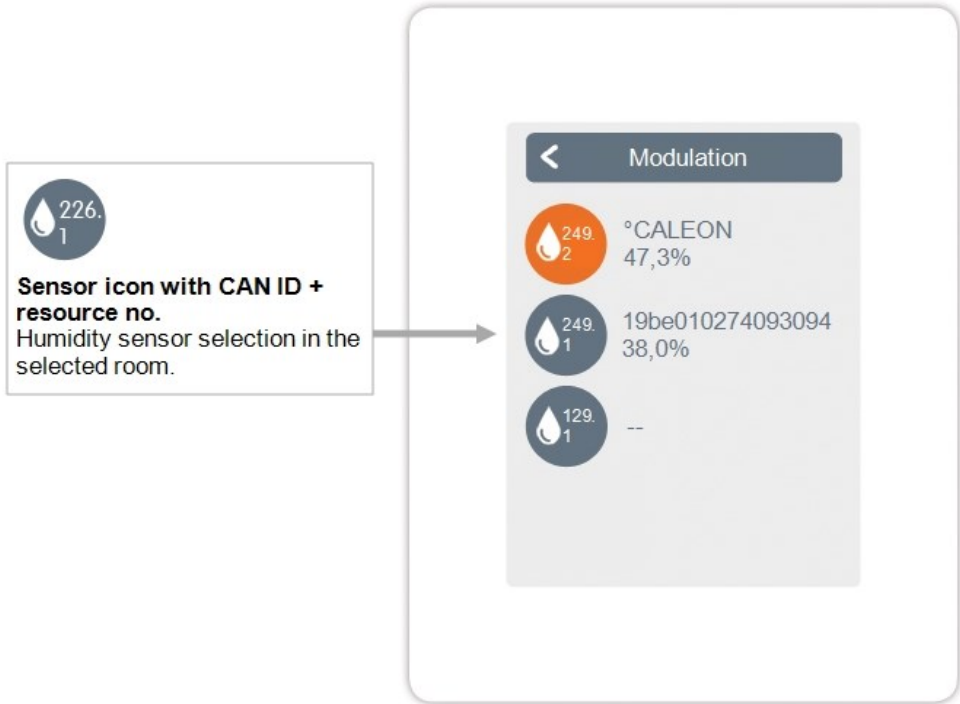 226.
1
Sensor icon with CAN ID +
resource no.
Humidity sensor selection in the
selected room.
Modulation
249.
2
°CALEON
47,3%
249.
1
19be010274093094
38,0%
129.
1
--